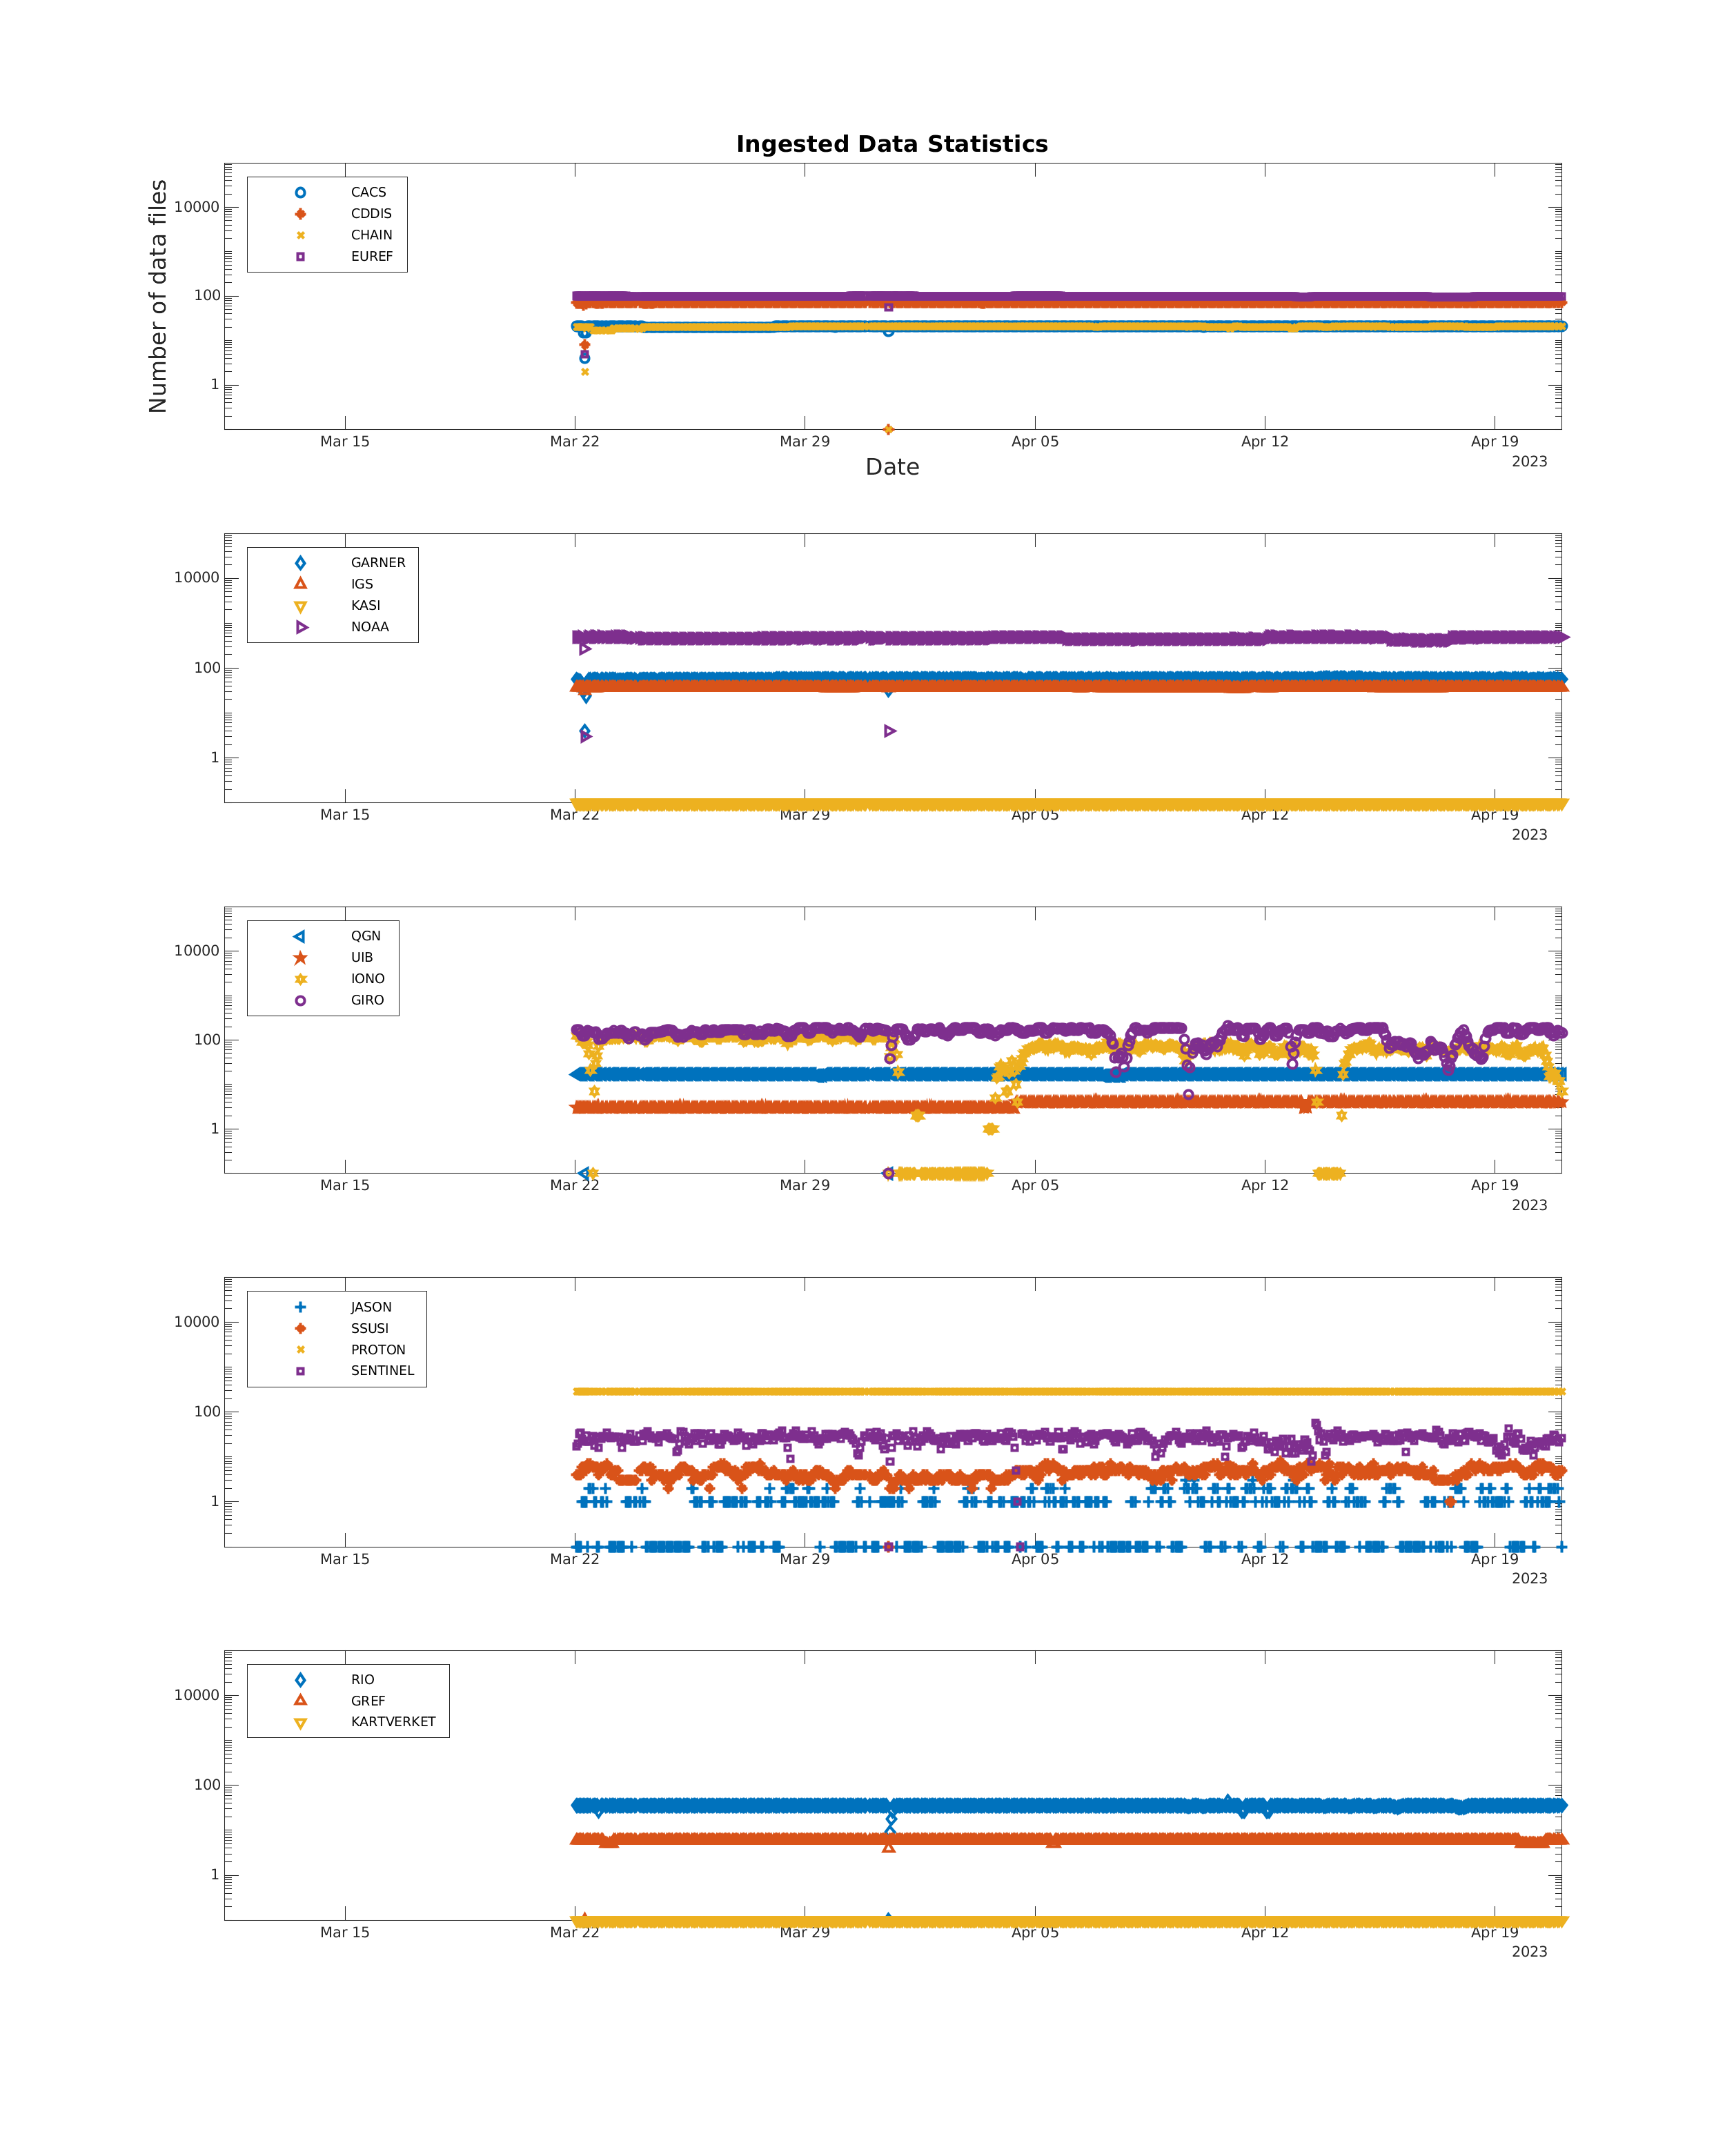 Ingested Data Statistics
Number of data files
CACS
CDDIS
CHAIN
EUREF
10000
100
1
Mar 15 Mar 22 Mar 29 Apr 05 Apr 12 Apr 19
2023
Date
GARNER
IGS
KASI
NOAA
10000
100
1
Mar 15 Mar 22 Mar 29 Apr 05 Apr 12 Apr 19
2023
QGN
UIB
IONO
GIRO
10000
100
1
Mar 15 Mar 22 Mar 29 Apr 05 Apr 12 Apr 19
2023
JASON
SSUSI
PROTON
SENTINEL
10000
100
1
Mar 15 Mar 22 Mar 29 Apr 05 Apr 12 Apr 19
2023
RIO
GREF
KARTVERKET
10000
100
1
Mar 15 Mar 22 Mar 29 Apr 05 Apr 12 Apr 19
2023